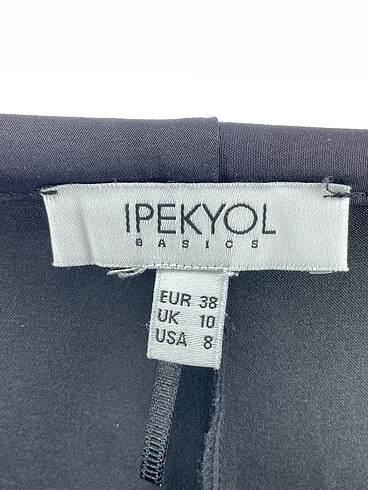 IPEKYOL
BASICS
EUR 38
UK 10
USA 8